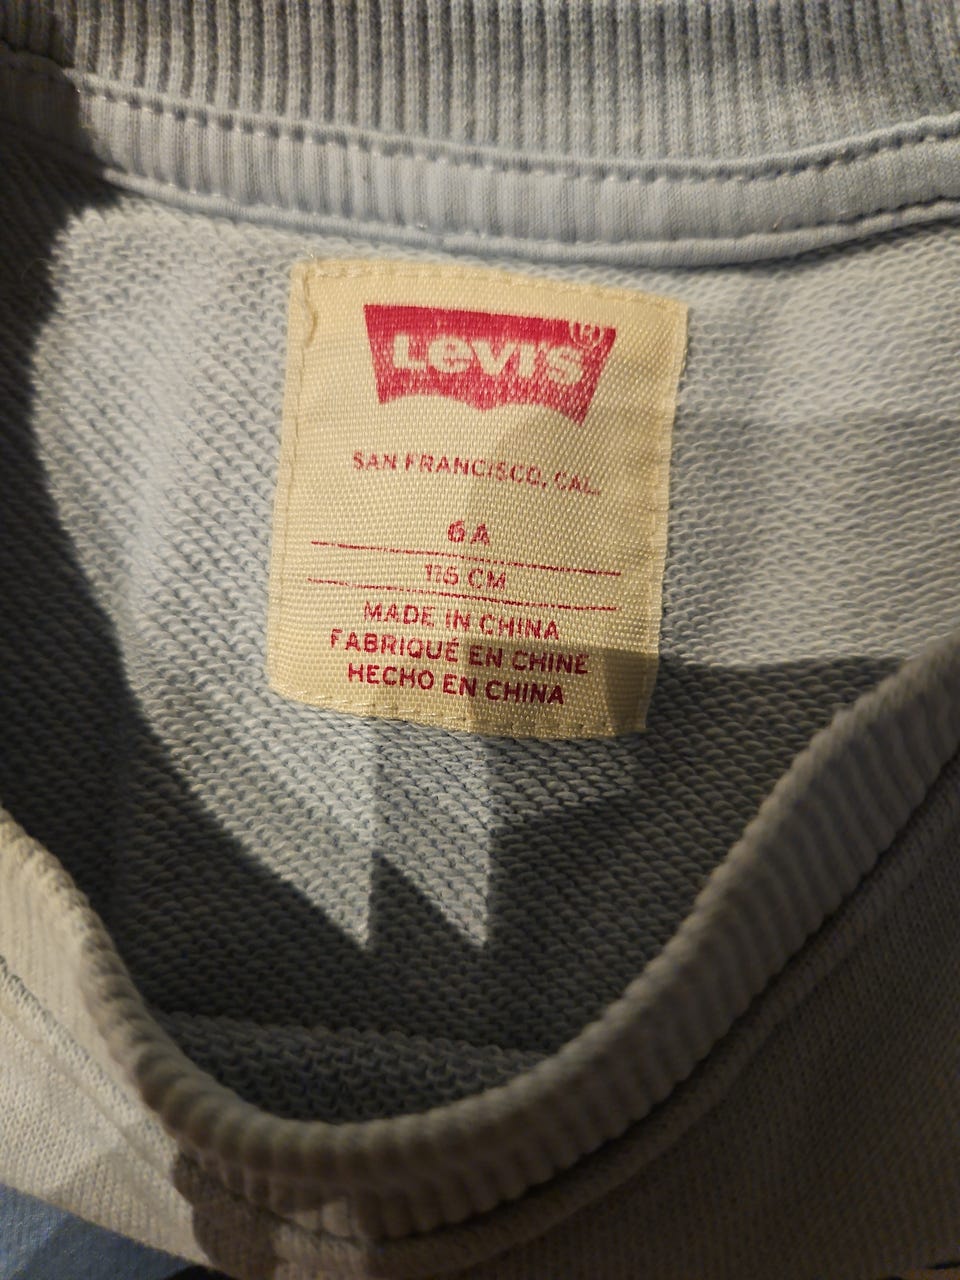 Levi's®
SAN FRANCISCO, CAL.
6A
116 CM
MADE IN CHINA
FABRIQUÉ EN CHINE
HECHO EN CHINA